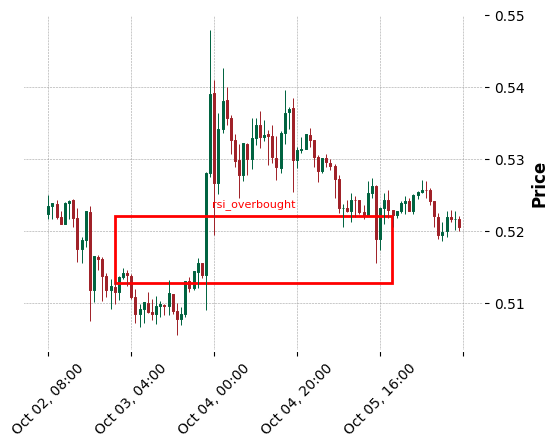 0.55
0.54
0.53
0.52
0.51
Price
rsi_overbought
Oct 02, 08:00
Oct 03, 04:00
Oct 04, 00:00
Oct 04, 20:00
Oct 05, 16:00